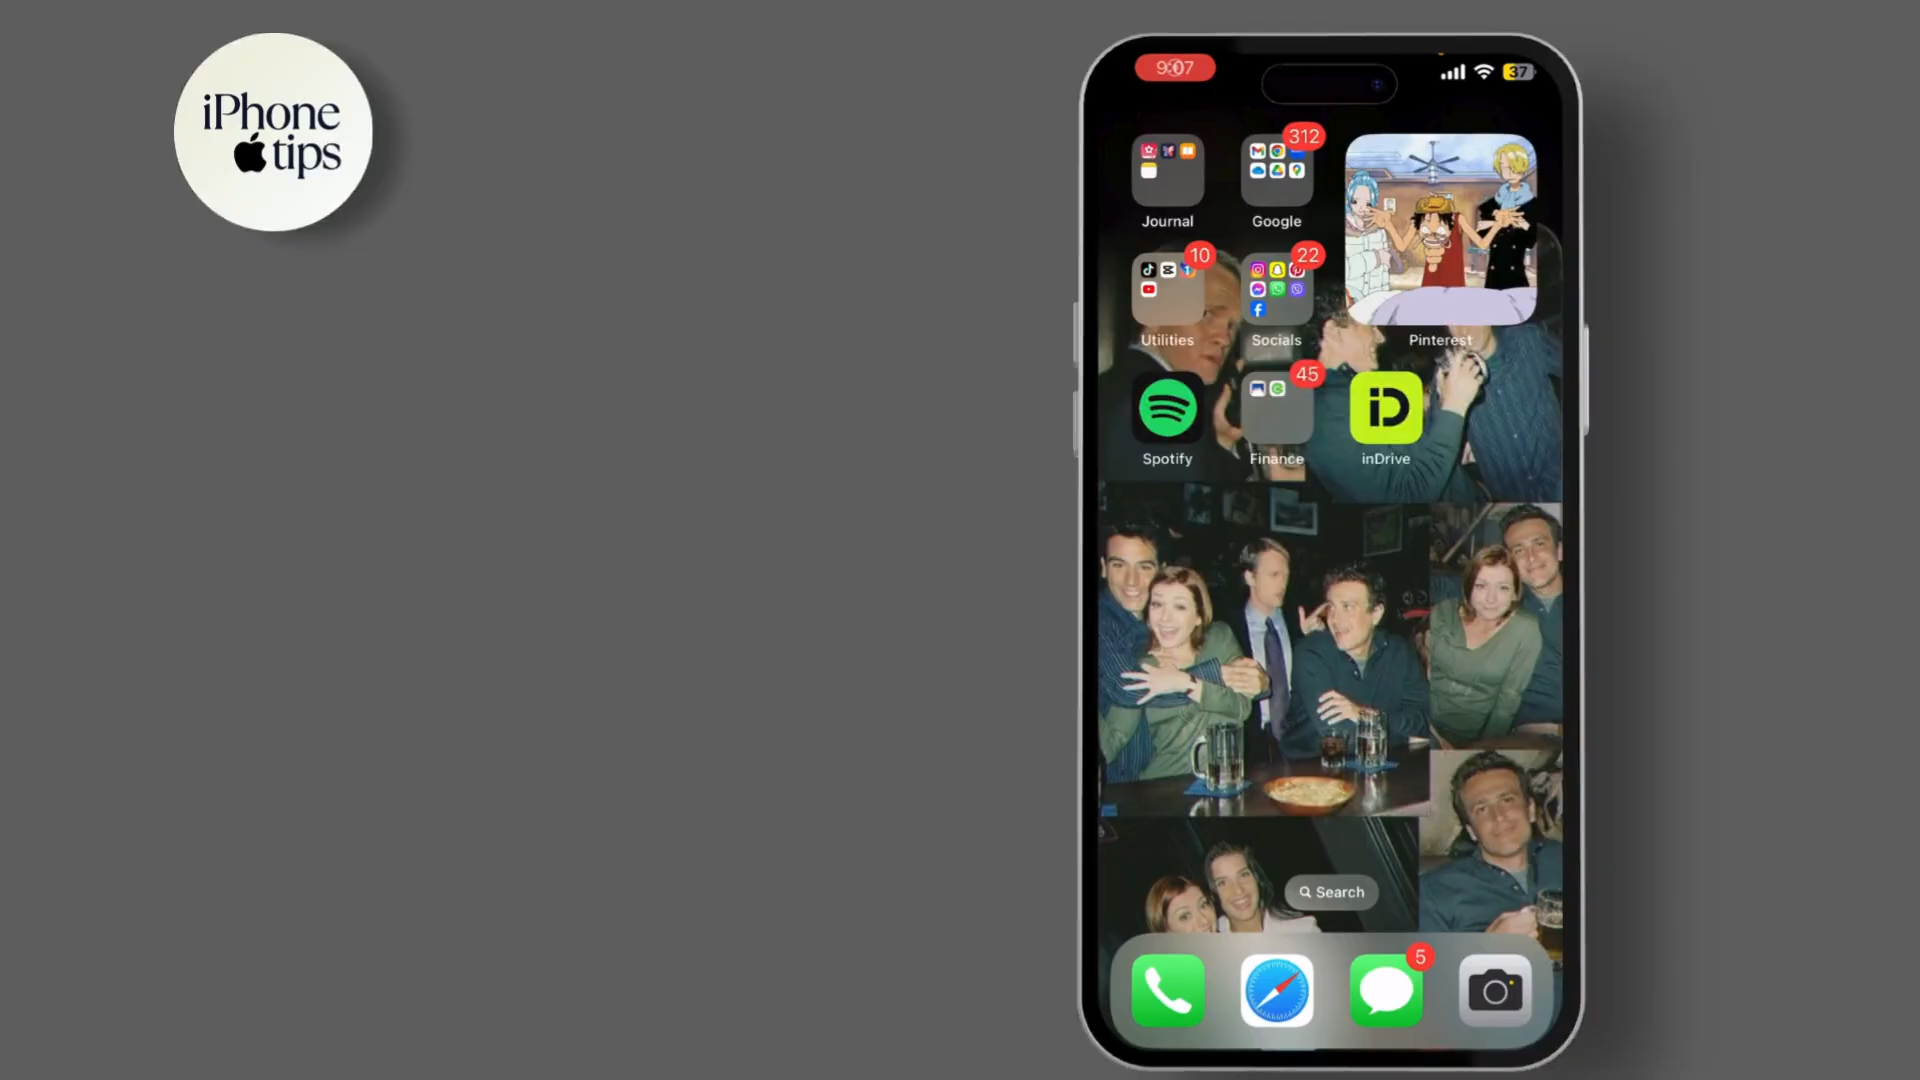 iPhone
tips
9:07
37
312
Journal
Google
10
22
Utilities
Socials
Pinterest
45
iD
Spotify
Finance
inDrive
Search
5